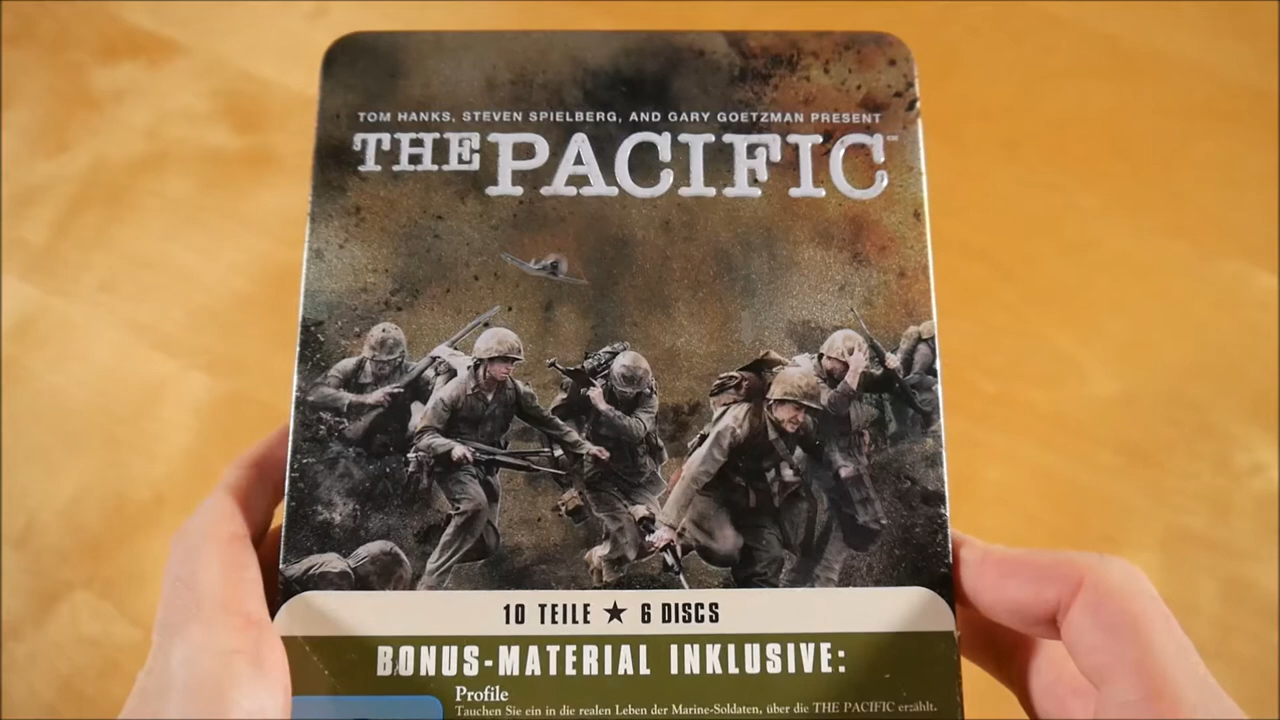 TOM HANKS, STEVEN SPIELBERG, AND GARY GOETZMAN PRESENT
THE PACIFIC™
10 TEILE ★ 6 DISCS
BONUS-MATERIAL INKLUSIVE:
Profile
Tauchen Sie ein in die realen Leben der Marine-Soldaten, über die THE PACIFIC erzählt.